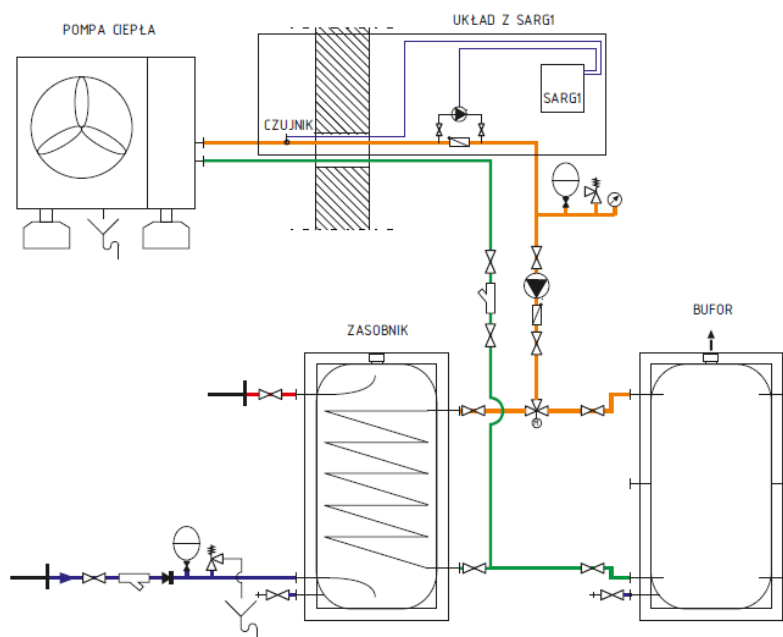 POMPA CIEPŁA
UKŁAD Z SARG1
SARG1
CZUJNIK
ZASOBNIK
BUFOR
M